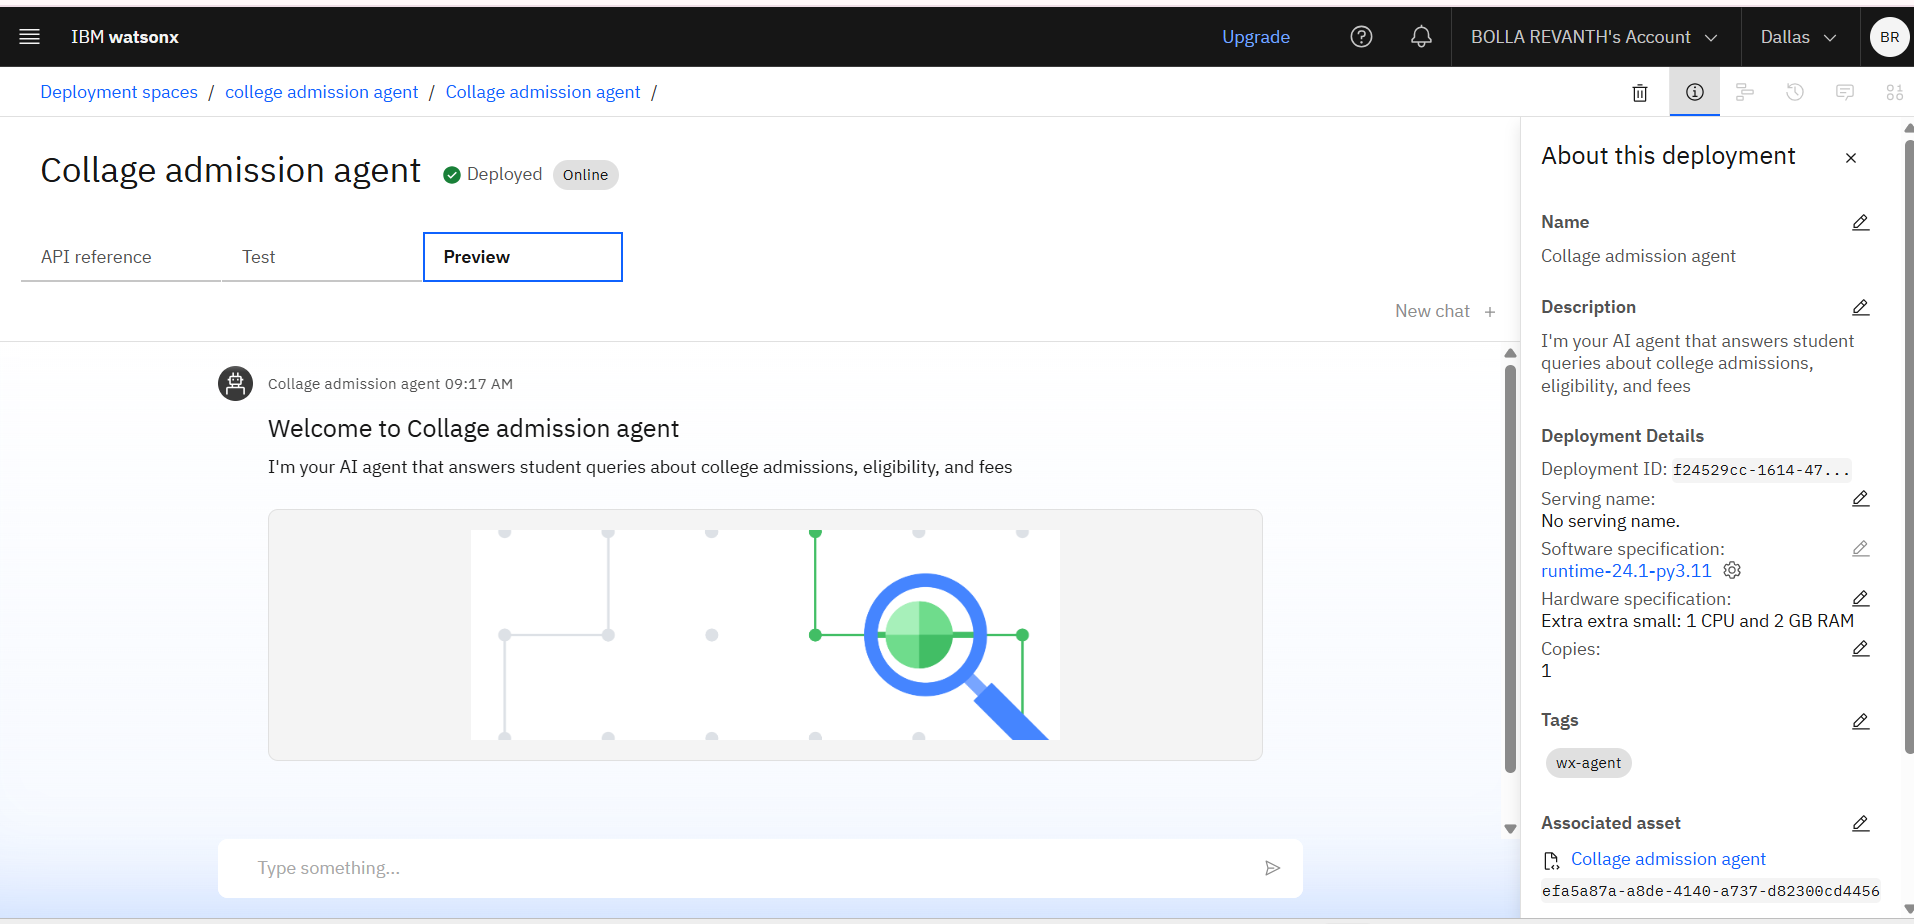 IBM watsonx
Upgrade
BOLLA REVANTH's Account
Dallas
BR
Deployment spaces / college admission agent / Collage admission agent /
Collage admission agent
Deployed
Online
API reference
Test
Preview
New chat +
Collage admission agent 09:17 AM
Welcome to Collage admission agent
I'm your AI agent that answers student queries about college admissions, eligibility, and fees
Type something...
About this deployment
Name
Collage admission agent
Description
I'm your AI agent that answers student
queries about college admissions,
eligibility, and fees
Deployment Details
Deployment ID: f24529cc-1614-47...
Serving name:
No serving name.
Software specification:
runtime-24.1-py3.11
Hardware specification:
Extra extra small: 1 CPU and 2 GB RAM
Copies:
1
Tags
wx-agent
Associated asset
Collage admission agent
efa5a87a-a8de-4140-a737-d82300cd4456